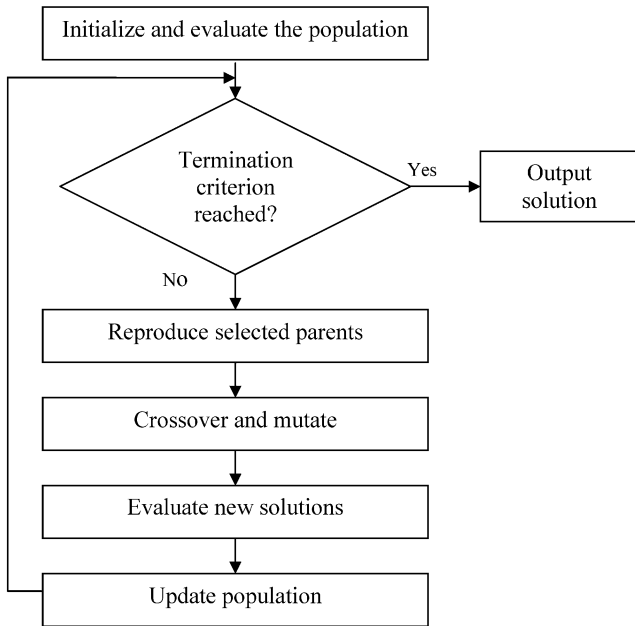 Initialize and evaluate the population
Termination
criterion
reached?
Yes
Output
solution
No
Reproduce selected parents
Crossover and mutate
Evaluate new solutions
Update population